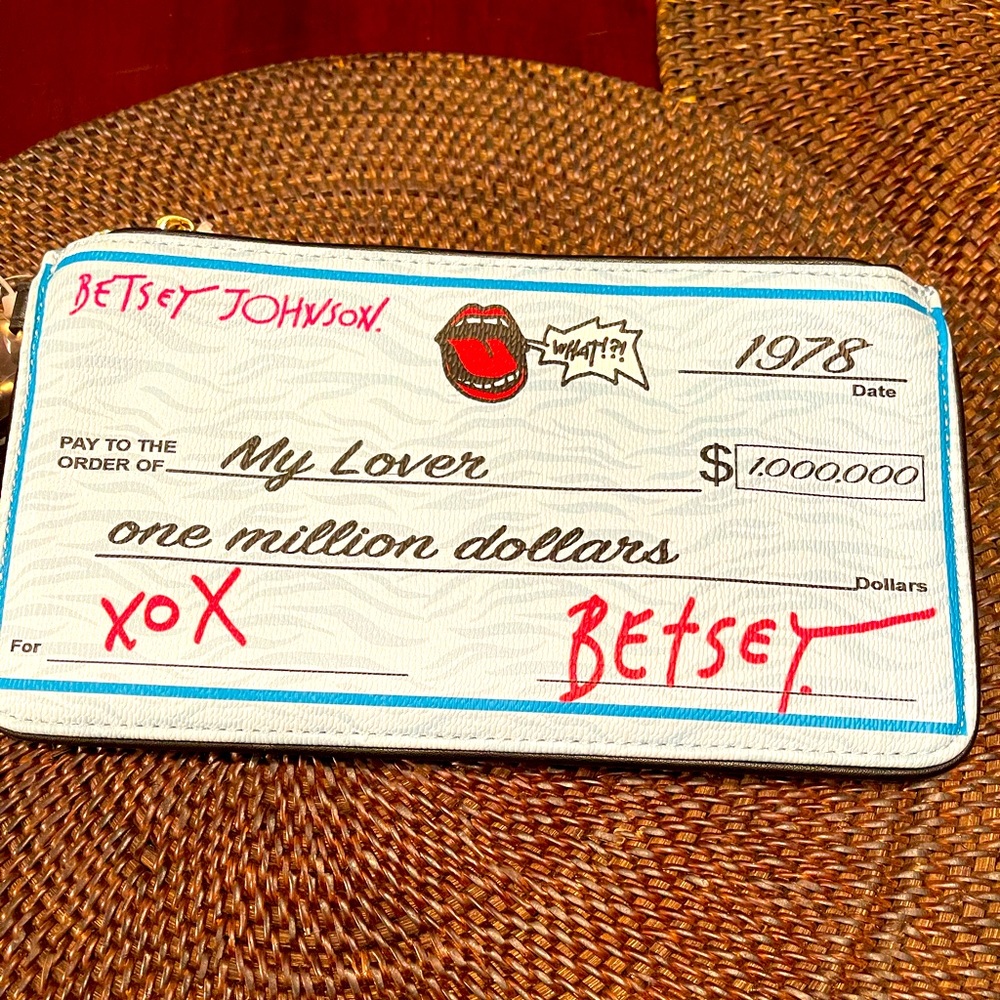 BETSEY JOHNSON.
WHAT!?!
1978
Date
PAY TO THE
ORDER OF My Lover $ 1.000.000
one million dollars
Dollars
XOX
For
BETSEY.